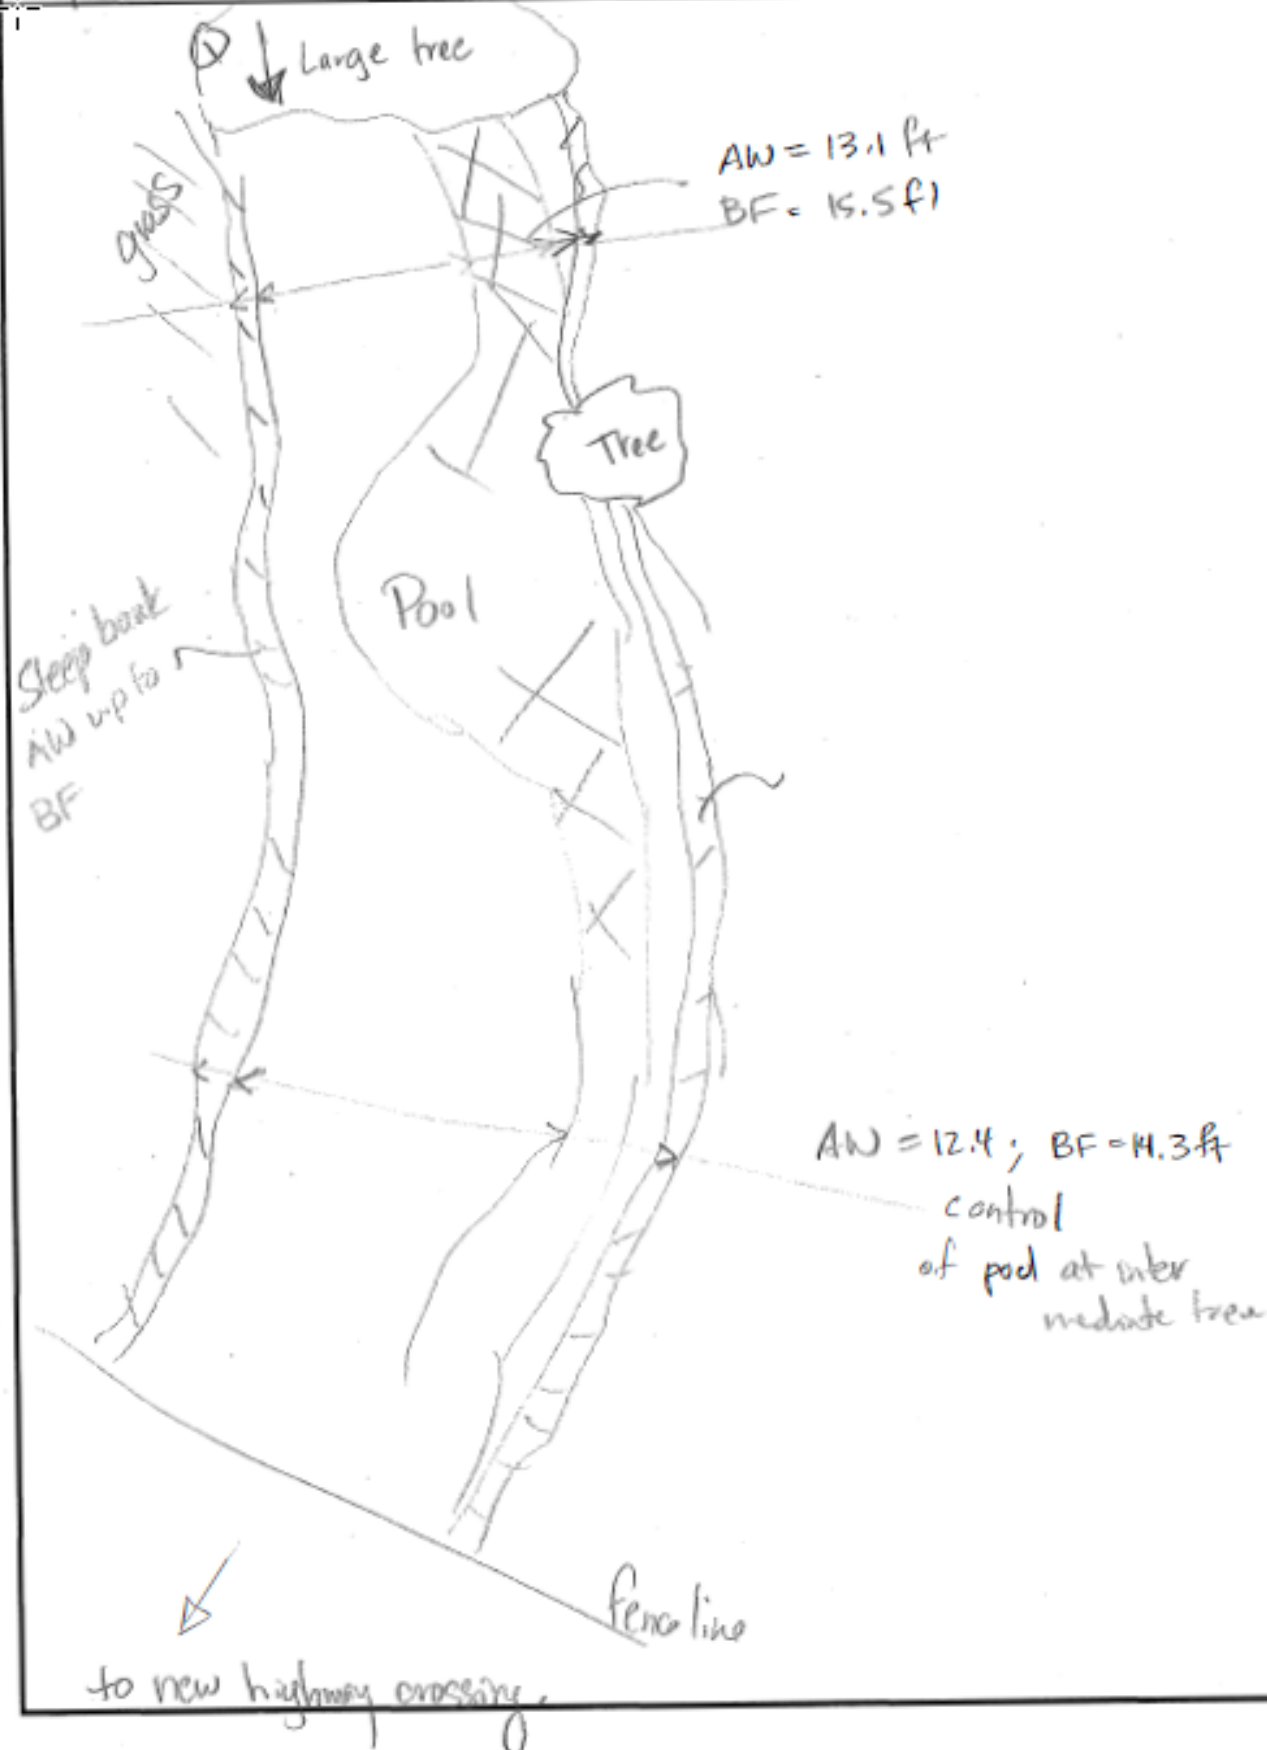 Large tree
AW = 13.1 ft
BF = 15.5 ft
grass
Tree
Pool
Steep bank
AW up to
BF
AW = 12.4; BF = 14.3 ft
control
of pool at inter
mediate tree
fence line
to new highway crossing.